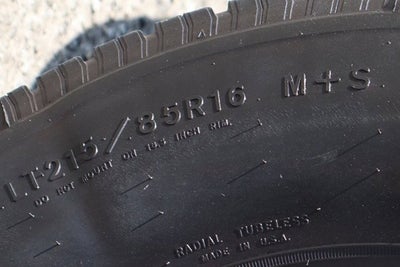 LT215/85R16 M+S
DO NOT MOUNT ON 16.5 INCH RIM.
RADIAL TUBELESS
MADE IN U.S.A.